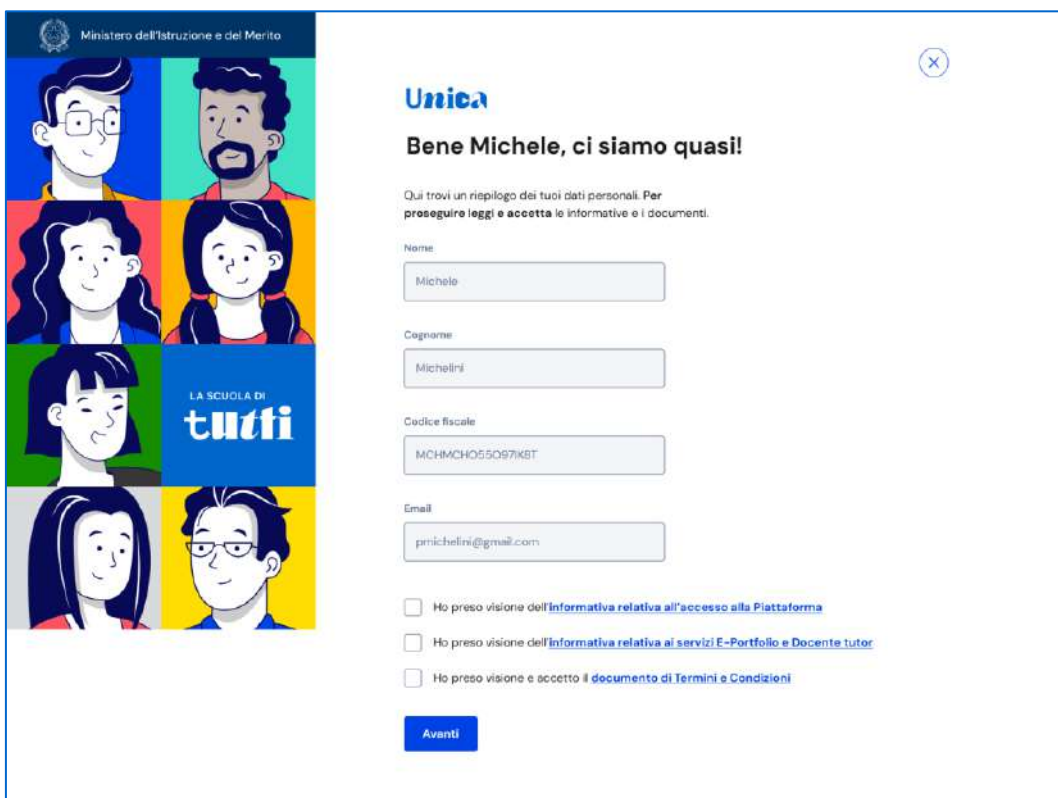 Ministero dell'Istruzione e del Merito
LA SCUOLA DI
tutti
Unica
Bene Michele, ci siamo quasi!
Qui trovi un riepilogo dei tuoi dati personali. Per
proseguire leggi e accetta le informative e i documenti.
Nome
Michele
Cognome
Michelini
Codice fiscale
MCHMCHO55O97IK8T
Email
pmichelini@gmail.com
Ho preso visione dell'informativa relativa all'accesso alla Piattaforma
Ho preso visione dell'informativa relativa ai servizi E-Portfolio e Docente tutor
Ho preso visione e accetto il documento di Termini e Condizioni
Avanti